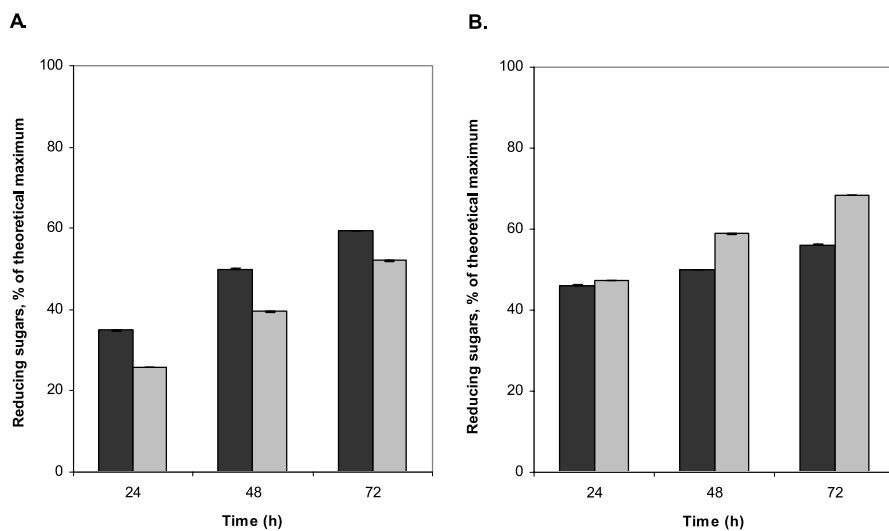 A.
Reducing sugars, % of theoretical maximum
100
80
60
40
20
0
24 48 72
Time (h)
B.
Reducing sugars, % of theoretical maximum
100
80
60
40
20
0
24 48 72
Time (h)